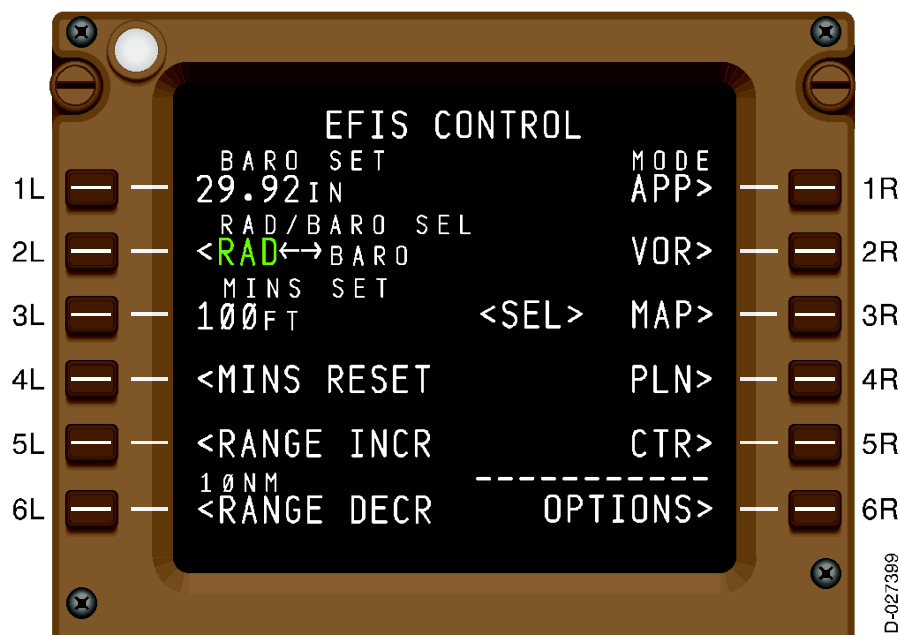 EFIS CONTROL
BARO SET MODE
1L 29.92IN APP> 1R
RAD/BARO SEL
2L <RAD←→BARO VOR> 2R
MINS SET
3L 1ØØFT <SEL> MAP> 3R
4L <MINS RESET PLN> 4R
5L <RANGE INCR CTR> 5R
1ØNM -----------
6L <RANGE DECR OPTIONS> 6R
D-027399